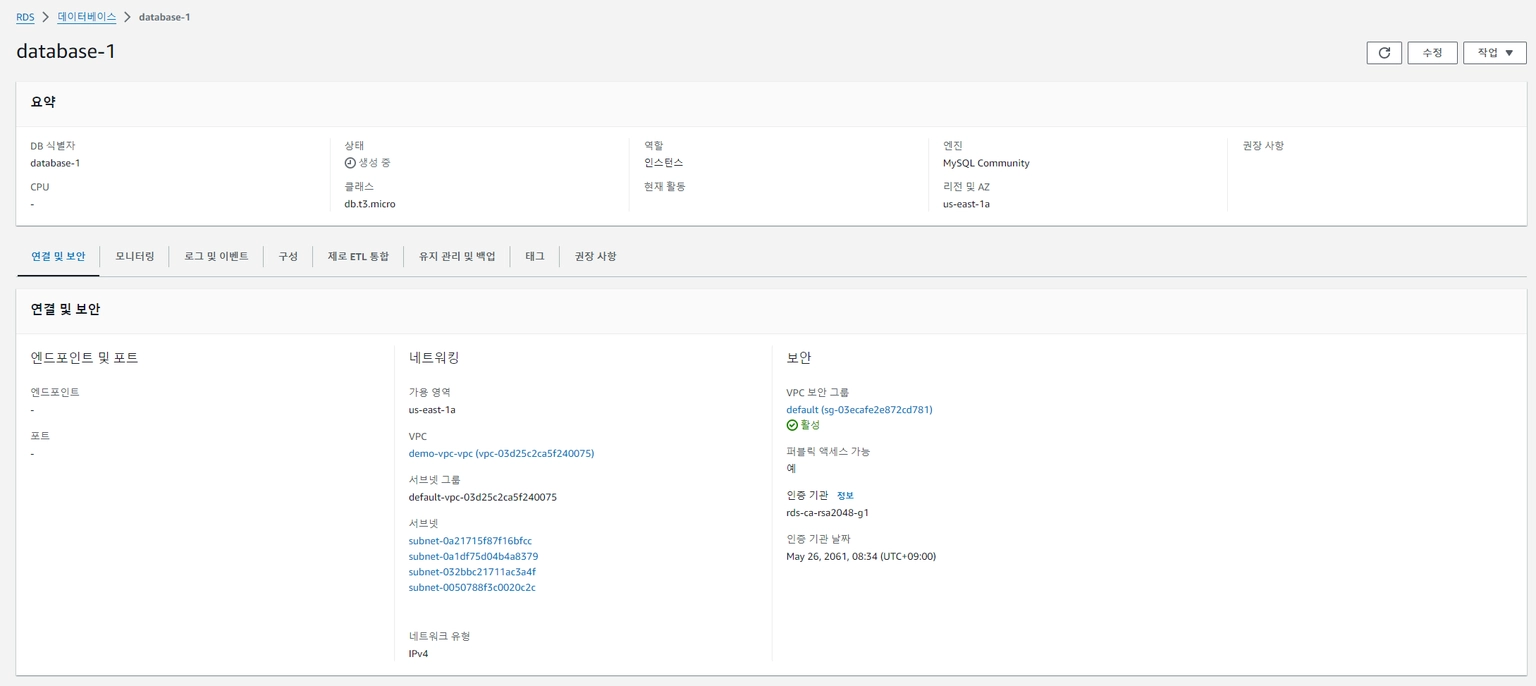 RDS > 데이터베이스 > database-1
database-1
수정
작업 ▼
요약
DB 식별자
database-1
CPU
-
상태
생성 중
클래스
db.t3.micro
역할
인스턴스
현재 활동
엔진
MySQL Community
리전 및 AZ
us-east-1a
권장 사항
연결 및 보안
모니터링
로그 및 이벤트
구성
제로 ETL 통합
유지 관리 및 백업
태그
권장 사항
연결 및 보안
엔드포인트 및 포트
엔드포인트
-
포트
-
네트워킹
가용 영역
us-east-1a
VPC
demo-vpc-vpc (vpc-03d25c2ca5f240075)
서브넷 그룹
default-vpc-03d25c2ca5f240075
서브넷
subnet-0a21715f87f16bfcc
subnet-0a1df75d04b4a8379
subnet-032bbc21711ac3a4f
subnet-0050788f3c0020c2c
네트워크 유형
IPv4
보안
VPC 보안 그룹
default (sg-03ecafe2e872cd781)
활성
퍼블릭 액세스 가능
예
인증 기관 정보
rds-ca-rsa2048-g1
인증 기관 날짜
May 26, 2061, 08:34 (UTC+09:00)